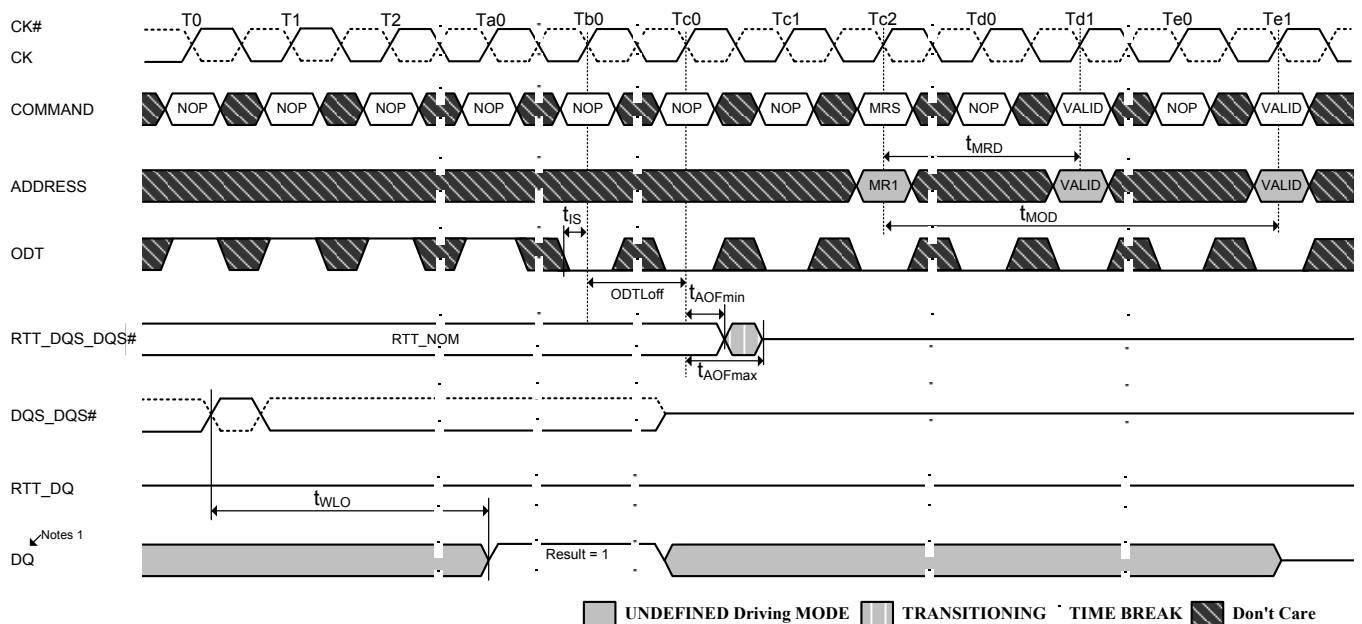 T0 T1 T2 Ta0 Tb0 Tc0 Tc1 Tc2 Td0 Td1 Te0 Te1
CK#
CK
COMMAND NOP NOP NOP NOP NOP NOP NOP MRS NOP VALID NOP VALID
tMRD
ADDRESS MR1 VALID VALID
tIS tMOD
ODT
ODTLoff tAOFmin
RTT_DQS_DQS# RTT_NOM
tAOFmax
DQS_DQS#
RTT_DQ
tWLO
Notes 1
DQ Result = 1
UNDEFINED Driving MODE TRANSITIONING TIME BREAK Don't Care